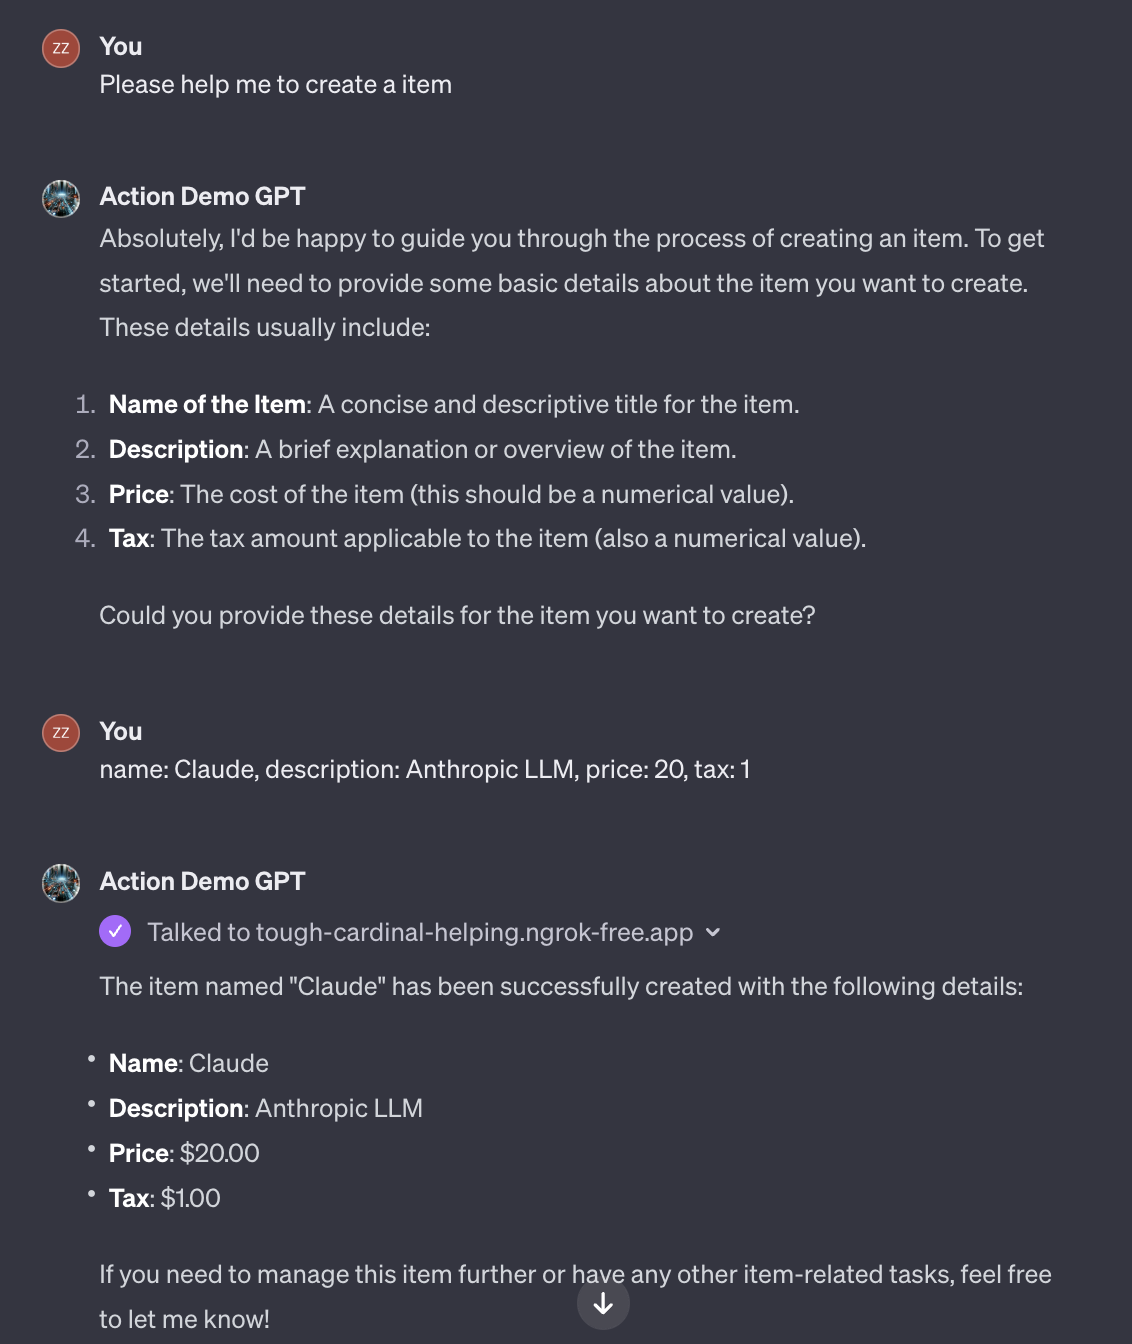 ZZ
You
Please help me to create a item
Action Demo GPT
Absolutely, I'd be happy to guide you through the process of creating an item. To get
started, we'll need to provide some basic details about the item you want to create.
These details usually include:
1. Name of the Item: A concise and descriptive title for the item.
2. Description: A brief explanation or overview of the item.
3. Price: The cost of the item (this should be a numerical value).
4. Tax: The tax amount applicable to the item (also a numerical value).
Could you provide these details for the item you want to create?
ZZ
You
name: Claude, description: Anthropic LLM, price: 20, tax: 1
Action Demo GPT
Talked to tough-cardinal-helping.ngrok-free.app
The item named "Claude" has been successfully created with the following details:
• Name: Claude
• Description: Anthropic LLM
• Price: $20.00
• Tax: $1.00
If you need to manage this item further or have any other item-related tasks, feel free
to let me know!